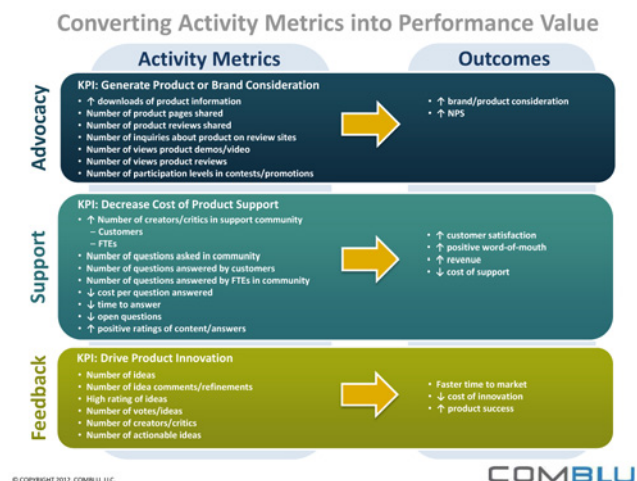 Converting Activity Metrics into Performance Value
Activity Metrics
Outcomes
Advocacy
KPI: Generate Product or Brand Consideration
• ↑ downloads of product information
• Number of product pages shared
• Number of product reviews shared
• Number of inquiries about product on review sites
• Number of views product demos/video
• Number of views product reviews
• Number of participation levels in contests/promotions
• ↑ brand/product consideration
• ↑ NPS
Support
KPI: Decrease Cost of Product Support
• ↑ Number of creators/critics in support community
– Customers
– FTEs
• Number of questions asked in community
• Number of questions answered by customers
• Number of questions answered by FTEs in community
• ↓ cost per question answered
• ↓ time to answer
• ↓ open questions
• ↑ positive ratings of content/answers
• ↑ customer satisfaction
• ↑ positive word-of-mouth
• ↑ revenue
• ↓ cost of support
Feedback
KPI: Drive Product Innovation
• Number of ideas
• Number of idea comments/refinements
• High rating of ideas
• Number of votes/ideas
• Number of creators/critics
• Number of actionable ideas
• Faster time to market
• ↓ cost of innovation
• ↑ product success
© COPYRIGHT 2012 COMBLU, LLC
COMBLU